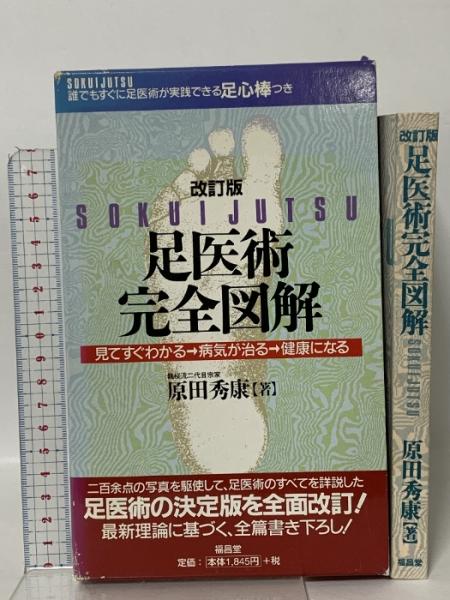 SOKUIJUTSU
誰でもすぐに足医術が実践できる足心棒つき
改訂版
SOKUIJUTSU
足医術
完全図解
見てすぐわかる→病気が治る→健康になる
原田秀康【著】
二百余点の写真を駆使して、足医術のすべてを詳説した
足医術の決定版を全面改訂!
最新理論に基づく、全篇書き下ろし!
福昌堂
定価:本体1,845円+税
改訂版
足医術完全図解
SOKUIJUTSU
原田秀康【著】
福昌堂